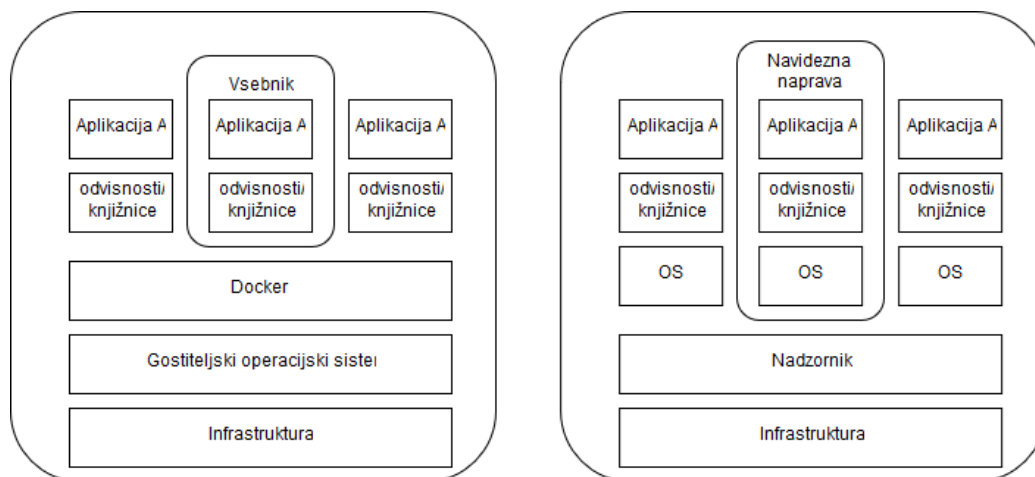 Vsebnik
Aplikacija A
Aplikacija A
Aplikacija A
odvisnosti/
knjižnice
odvisnosti/
knjižnice
odvisnosti/
knjižnice
Docker
Gostiteljski operacijski sister
Infrastruktura
Navidezna
naprava
Aplikacija A
Aplikacija A
Aplikacija A
odvisnosti/
knjižnice
odvisnosti/
knjižnice
odvisnosti/
knjižnice
OS
OS
OS
Nadzornik
Infrastruktura